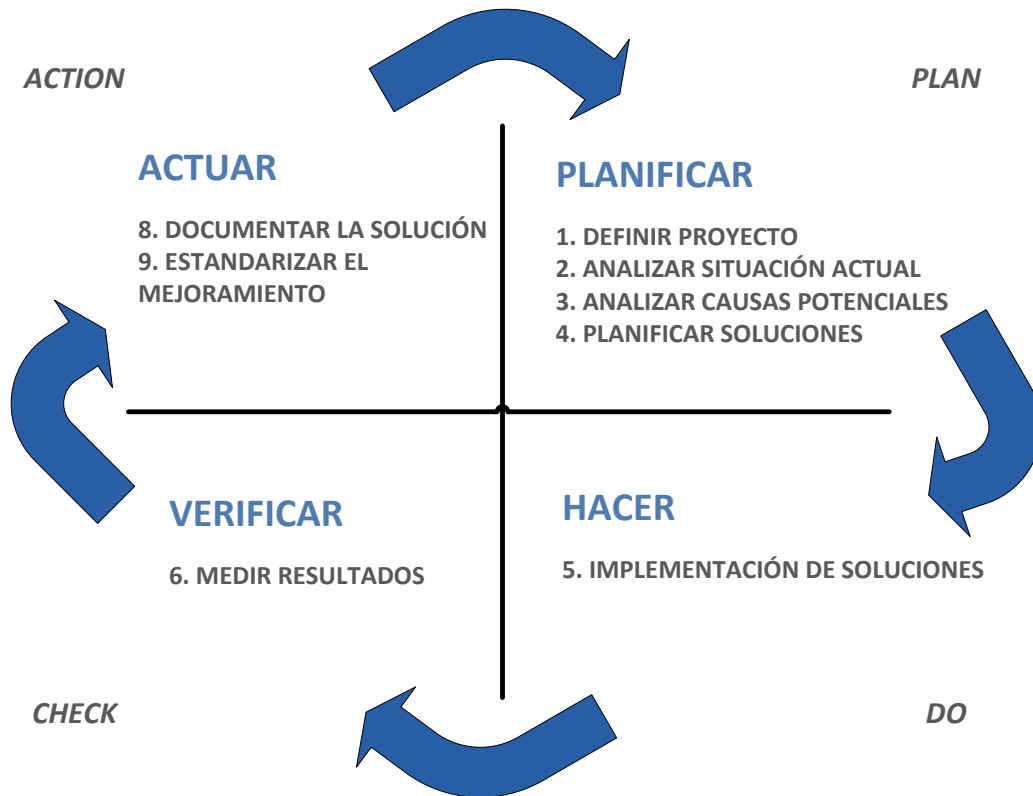 ACTION
PLAN
ACTUAR
8. DOCUMENTAR LA SOLUCIÓN
9. ESTANDARIZAR EL
MEJORAMIENTO
PLANIFICAR
1. DEFINIR PROYECTO
2. ANALIZAR SITUACIÓN ACTUAL
3. ANALIZAR CAUSAS POTENCIALES
4. PLANIFICAR SOLUCIONES
VERIFICAR
6. MEDIR RESULTADOS
HACER
5. IMPLEMENTACIÓN DE SOLUCIONES
CHECK
DO